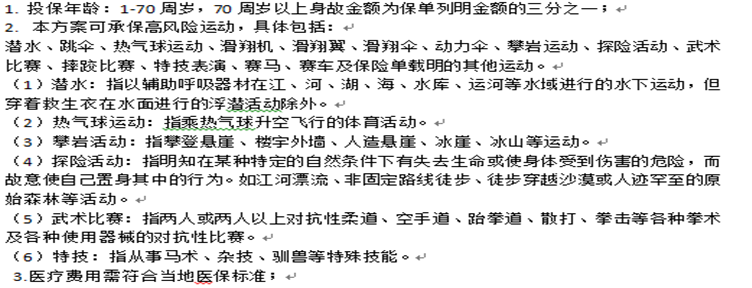 1. 投保年龄：1-70 周岁，70 周岁以上身故金额为保单列明金额的三分之一；
2. 本方案可承保高风险运动，具体包括：
潜水、跳伞、热气球运动、滑翔机、滑翔翼、滑翔伞、动力伞、攀岩运动、探险活动、武术
比赛、摔跤比赛、特技表演、赛马、赛车及保险单载明的其他运动。
（1）潜水：指以辅助呼吸器材在江、河、湖、海、水库、运河等水域进行的水下运动，但
穿着救生衣在水面进行的浮潜活动除外。
（2）热气球运动：指乘热气球升空飞行的体育活动。
（3）攀岩活动：指攀登悬崖、楼宇外墙、人造悬崖、冰崖、冰山等运动。
（4）探险活动：指明知在某种特定的自然条件下有失去生命或使身体受到伤害的危险，而
故意使自己置身其中的行为。如江河漂流、非固定路线徒步、徒步穿越沙漠或人迹罕至的原
始森林等活动。
（5）武术比赛：指两人或两人以上对抗性柔道、空手道、跆拳道、散打、拳击等各种拳术
及各种使用器械的对抗性比赛。
（6）特技：指从事马术、杂技、驯兽等特殊技能。
3.医疗费用需符合当地医保标准；